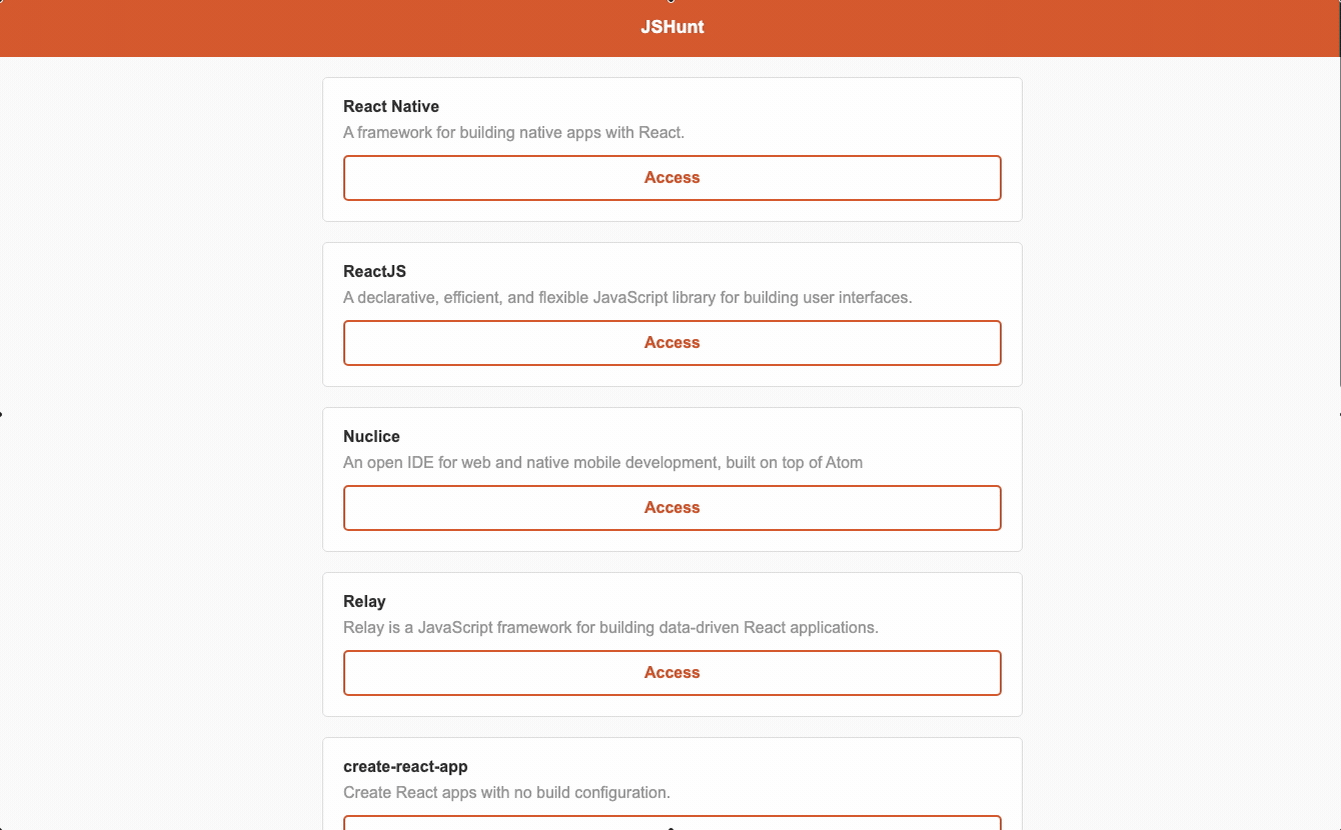 JSHunt
React Native
A framework for building native apps with React.
Access
ReactJS
A declarative, efficient, and flexible JavaScript library for building user interfaces.
Access
Nuclice
An open IDE for web and native mobile development, built on top of Atom
Access
Relay
Relay is a JavaScript framework for building data-driven React applications.
Access
create-react-app
Create React apps with no build configuration.